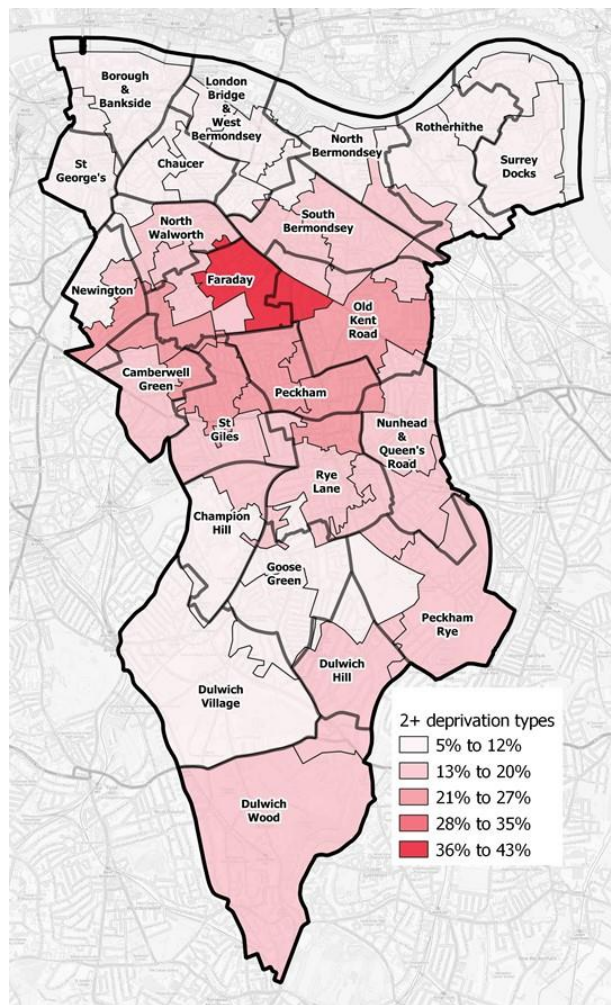 Borough
&
Bankside
London
Bridge
&
West
Bermondsey
North
Bermondsey
Rotherhithe
Surrey
Docks
St
George's
Chaucer
South
Bermondsey
North
Walworth
Newington
Faraday
Old
Kent
Road
Camberwell
Green
Peckham
St
Giles
Nunhead
&
Queen's
Road
Rye
Lane
Champion
Hill
Goose
Green
Peckham
Rye
Dulwich
Hill
Dulwich
Village
Dulwich
Wood
2+ deprivation types
5% to 12%
13% to 20%
21% to 27%
28% to 35%
36% to 43%